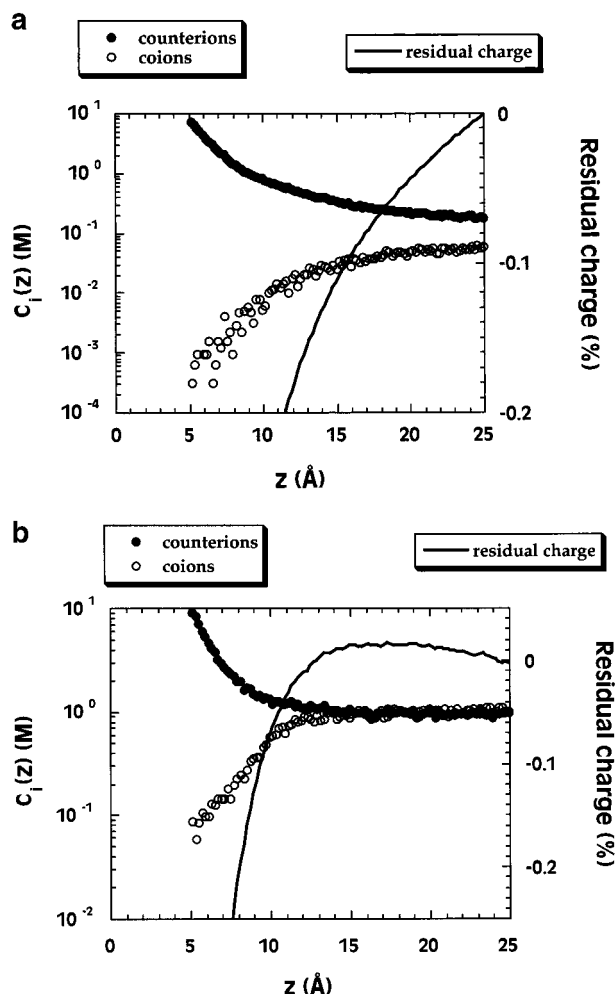 a
counterions
coions
residual charge
10^1
10^0
10^-1
10^-2
10^-3
10^-4
c_i(z) (M)
0
-0.1
-0.2
Residual charge (%)
0 5 10 15 20 25
z (Å)
b
counterions
coions
residual charge
10^1
10^0
10^-1
10^-2
c_i(z) (M)
0
-0.1
-0.2
Residual charge (%)
0 5 10 15 20 25
z (Å)